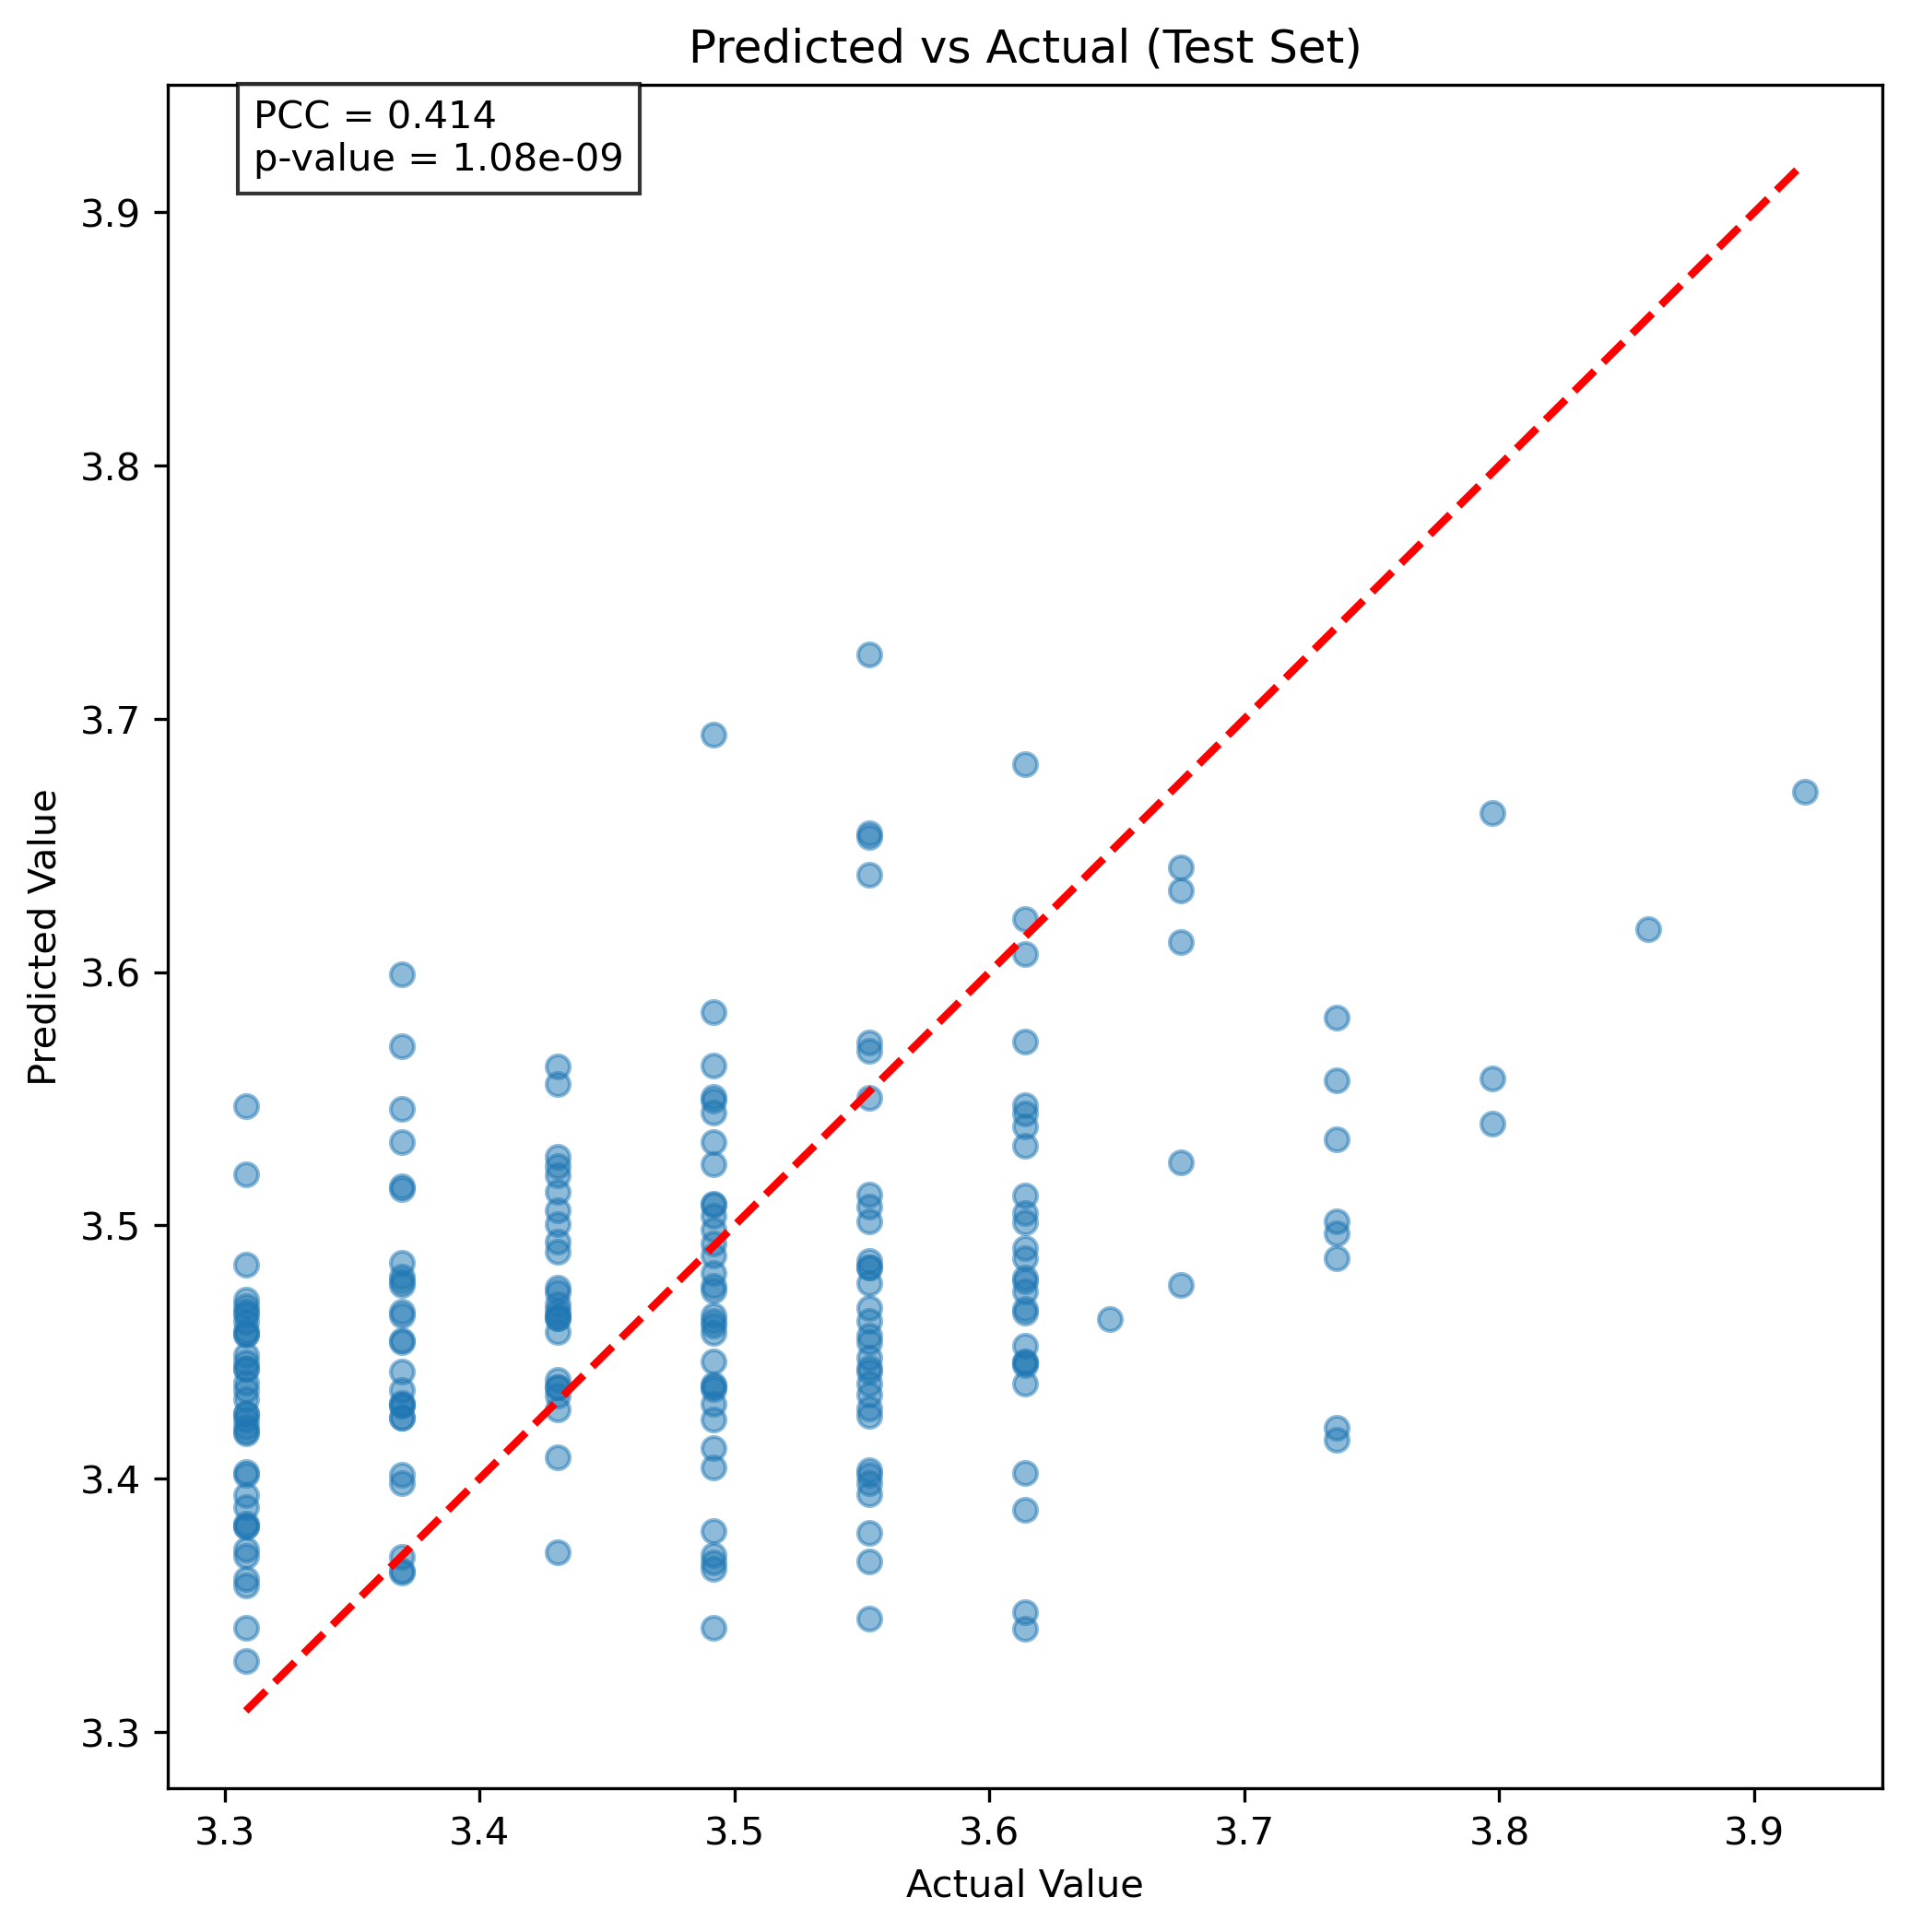 Predicted vs Actual (Test Set)
PCC = 0.414
p-value = 1.08e-09
3.9
3.8
3.7
3.6
3.5
3.4
3.3
Predicted Value
3.3 3.4 3.5 3.6 3.7 3.8 3.9
Actual Value